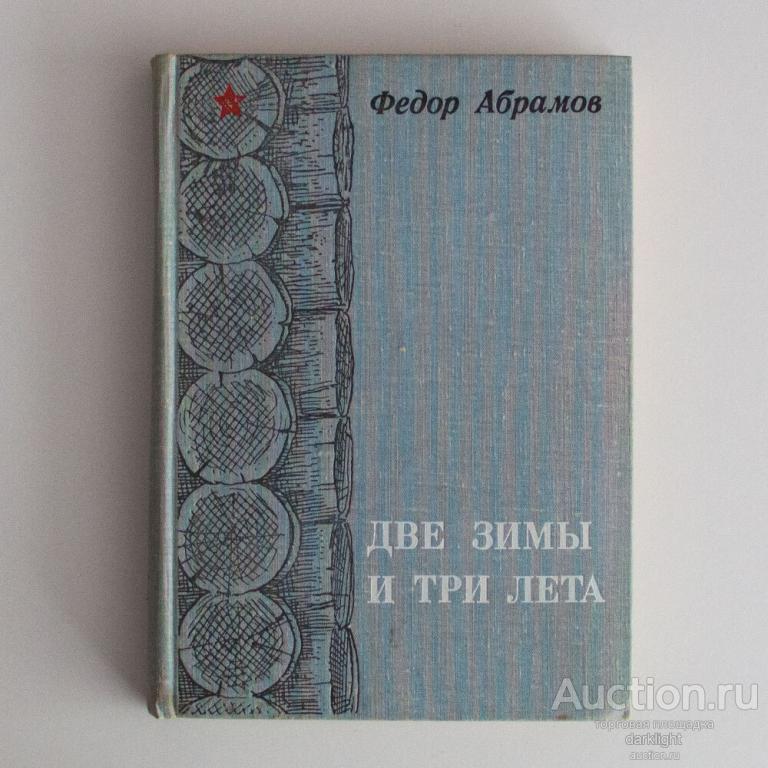 Федор Абрамов
ДВЕ ЗИМЫ
И ТРИ ЛЕТА
Auction.ru
торговая площадка
darklight
auction.ru